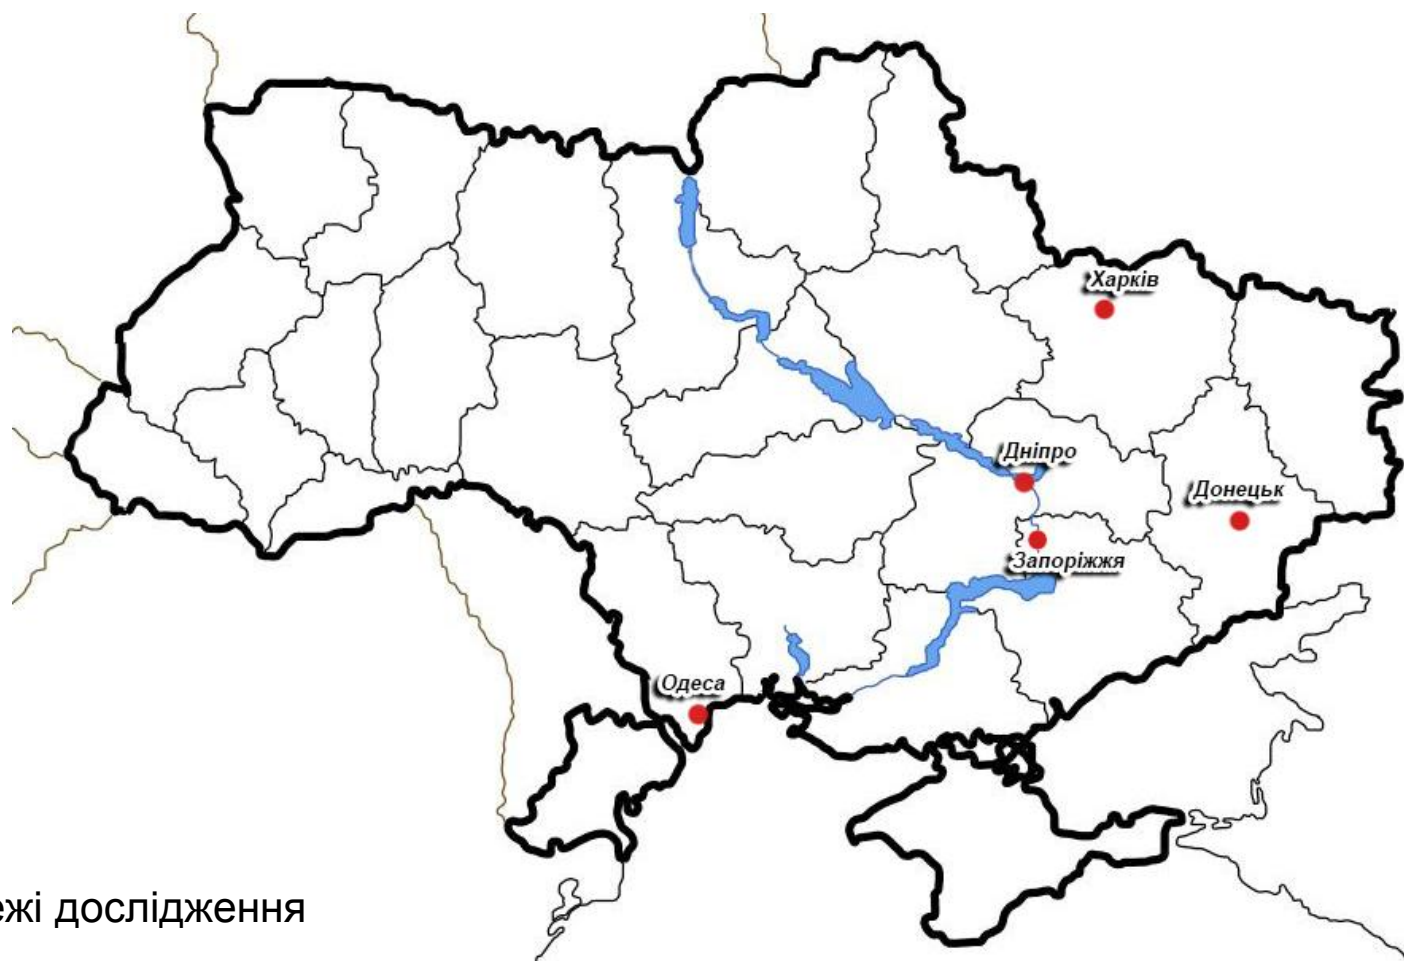 Харків
Дніпро
Донецьк
Запоріжжя
Одеса
ежі дослідження